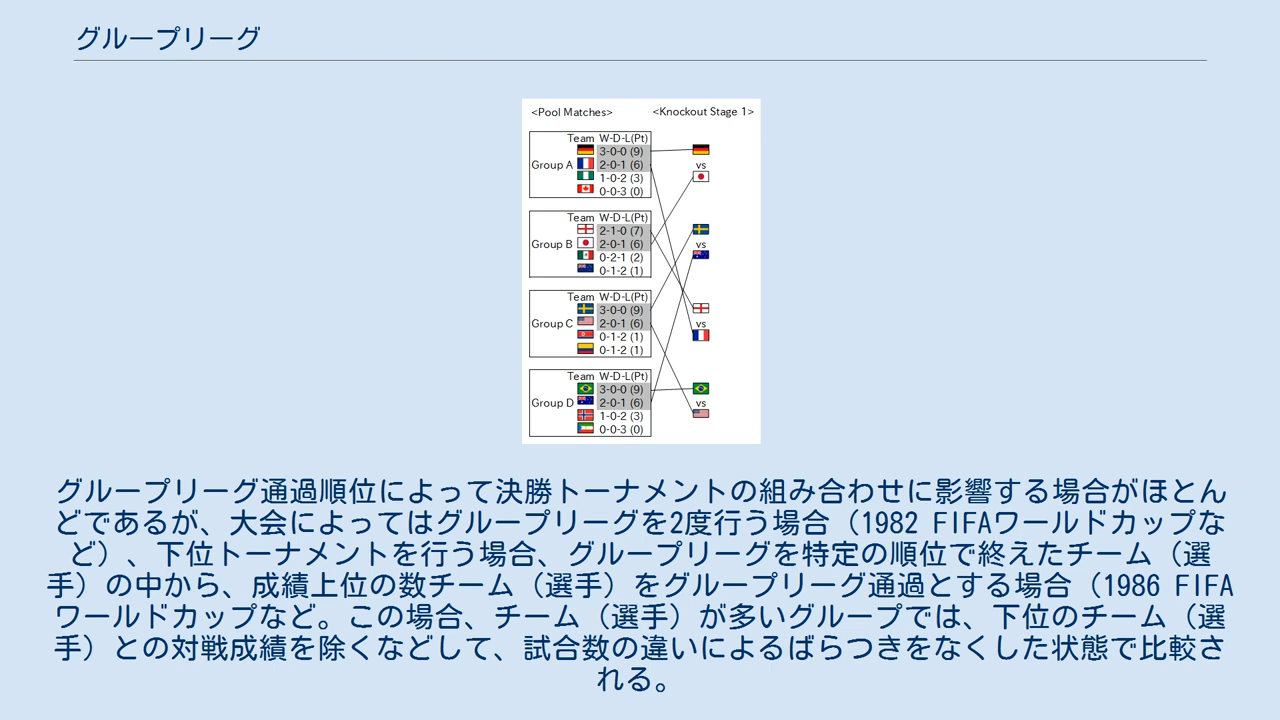 グループリーグ
<Pool Matches> <Knockout Stage 1>
Team W-D-L(Pt)
3-0-0 (9)
Group A 2-0-1 (6) vs
1-0-2 (3)
0-0-3 (0)
Team W-D-L(Pt)
2-1-0 (7)
Group B 2-0-1 (6) vs
0-2-1 (2)
0-1-2 (1)
Team W-D-L(Pt)
3-0-0 (9)
Group C 2-0-1 (6) vs
0-1-2 (1)
0-1-2 (1)
Team W-D-L(Pt)
3-0-0 (9)
Group D 2-0-1 (6) vs
1-0-2 (3)
0-0-3 (0)
グループリーグ通過順位によって決勝トーナメントの組み合わせに影響する場合がほとん
どであるが、大会によってはグループリーグを2度行う場合（1982 FIFAワールドカップな
ど）、下位トーナメントを行う場合、グループリーグを特定の順位で終えたチーム（選
手）の中から、成績上位の数チーム（選手）をグループリーグ通過とする場合（1986 FIFA
ワールドカップなど。この場合、チーム（選手）が多いグループでは、下位のチーム（選
手）との対戦成績を除くなどして、試合数の違いによるばらつきをなくした状態で比較さ
れる。